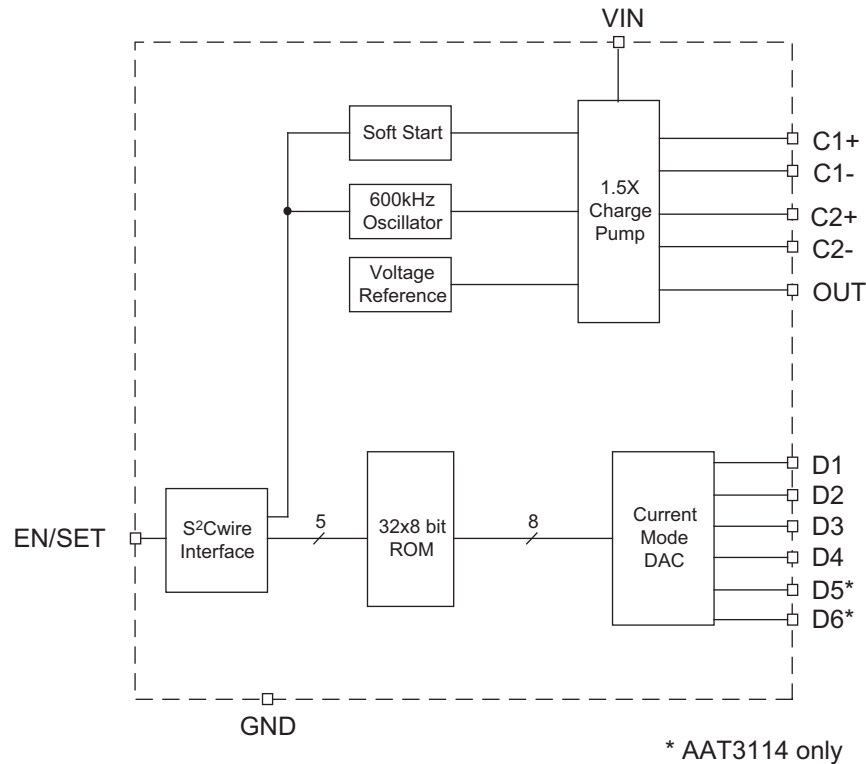 VIN
Soft Start
C1+
C1-
600kHz
Oscillator
1.5X
Charge
Pump
C2+
C2-
Voltage
Reference
OUT
D1
D2
EN/SET
S²Cwire
Interface
5
32x8 bit
ROM
8
Current
Mode
DAC
D3
D4
D5*
D6*
GND
* AAT3114 only